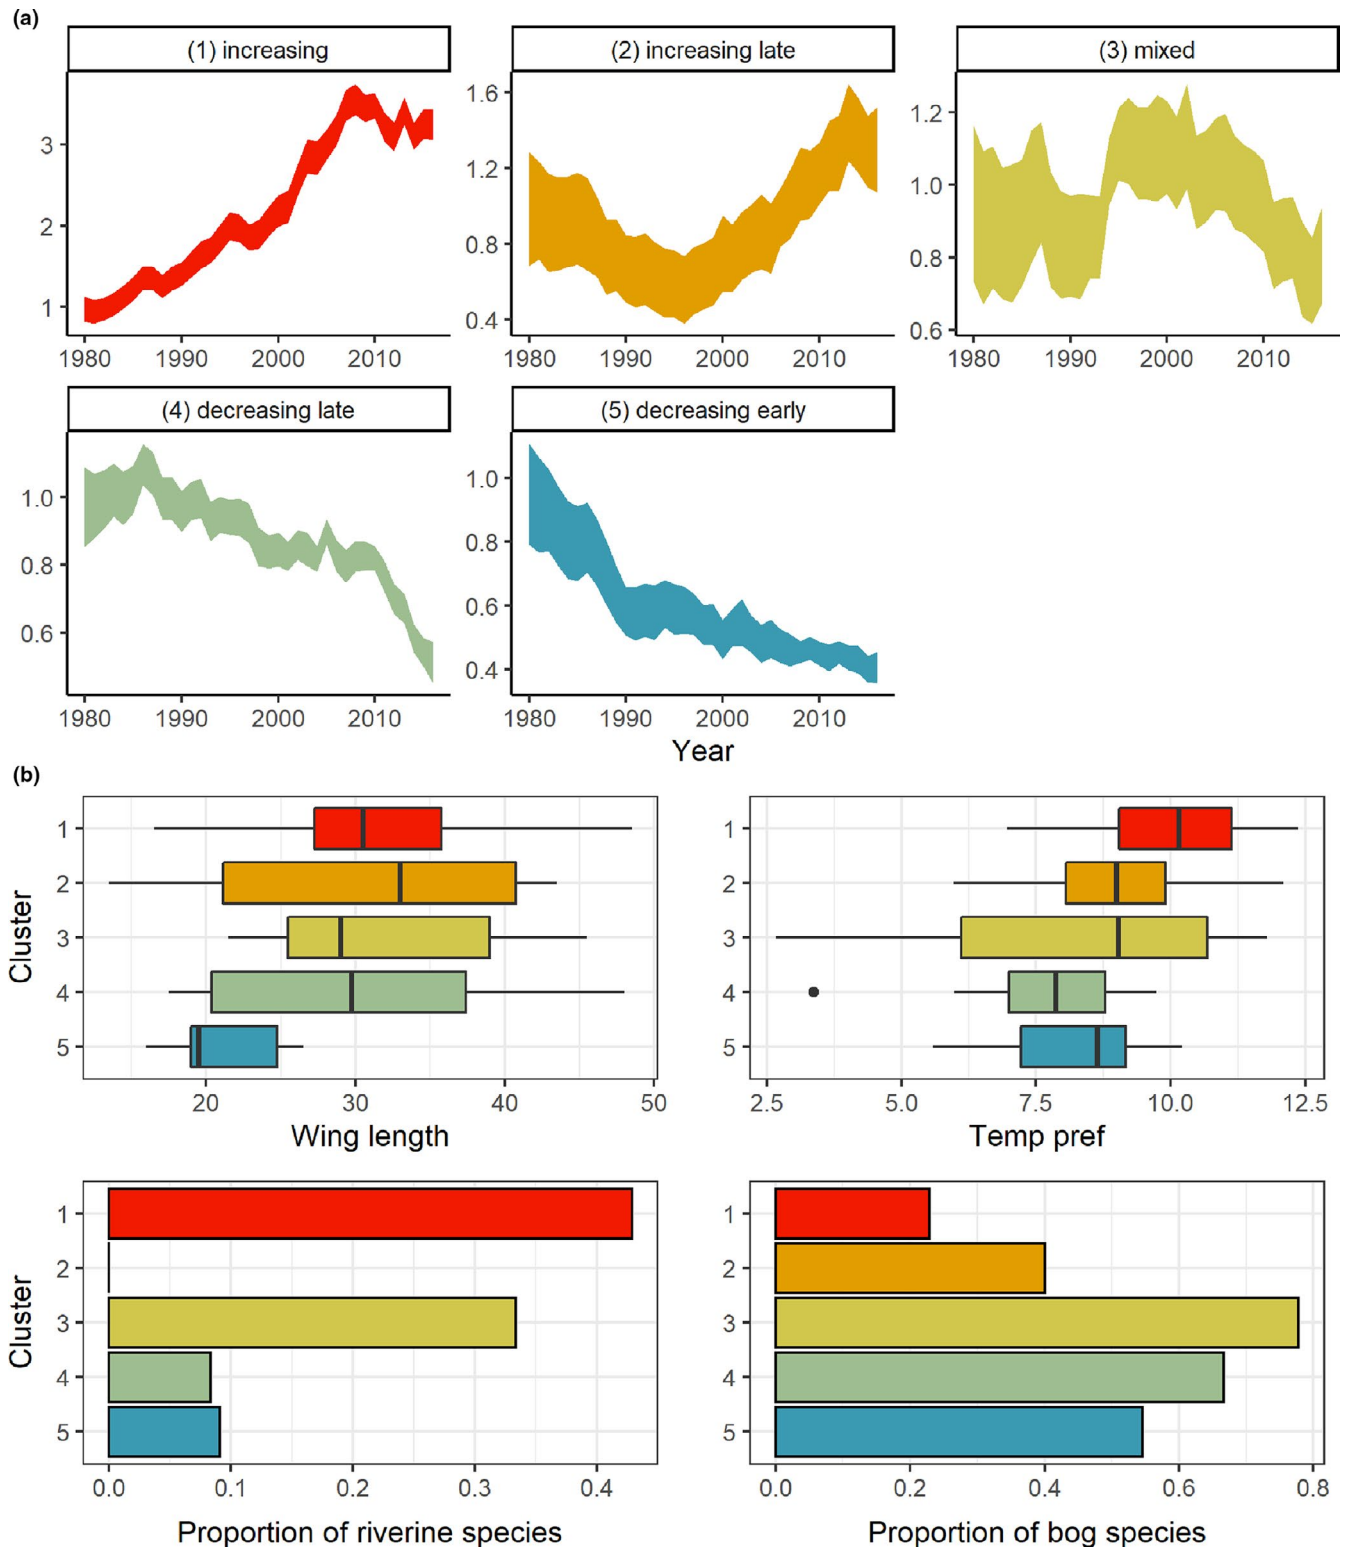 (a)
(1) increasing
(2) increasing late
(3) mixed
3
2
1
1.6
1.2
0.8
0.4
1.2
1.0
0.8
0.6
1980 1990 2000 2010
1980 1990 2000 2010
1980 1990 2000 2010
(4) decreasing late
(5) decreasing early
1.0
0.8
0.6
1.0
0.8
0.6
0.4
1980 1990 2000 2010
1980 1990 2000 2010
Year
(b)
Cluster
1
2
3
4
5
20 30 40 50
Wing length
1
2
3
4
5
2.5 5.0 7.5 10.0 12.5
Temp pref
Cluster
1
2
3
4
5
0.0 0.1 0.2 0.3 0.4
Proportion of riverine species
1
2
3
4
5
0.0 0.2 0.4 0.6 0.8
Proportion of bog species